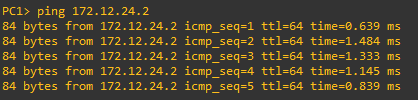 PC1> ping 172.12.24.2
84 bytes from 172.12.24.2 icmp_seq=1 ttl=64 time=0.639 ms
84 bytes from 172.12.24.2 icmp_seq=2 ttl=64 time=1.484 ms
84 bytes from 172.12.24.2 icmp_seq=3 ttl=64 time=1.333 ms
84 bytes from 172.12.24.2 icmp_seq=4 ttl=64 time=1.145 ms
84 bytes from 172.12.24.2 icmp_seq=5 ttl=64 time=0.839 ms